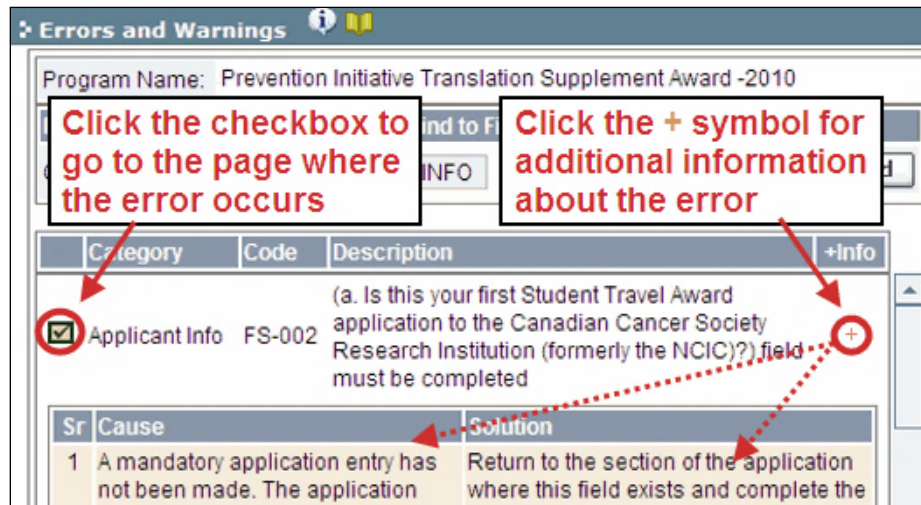 Errors and Warnings
Program Name: Prevention Initiative Translation Supplement Award -2010
Click the checkbox to
go to the page where
the error occurs
ind to Fi
INFO
Click the + symbol for
additional information
about the error
d
Category Code Description +Info
Applicant Info FS-002 (a. Is this your first Student Travel Award
application to the Canadian Cancer Society
Research Institution (formerly the NCIC)?) field
must be completed
+
Sr Cause Solution
1 A mandatory application entry has Return to the section of the application
not been made. The application where this field exists and complete the